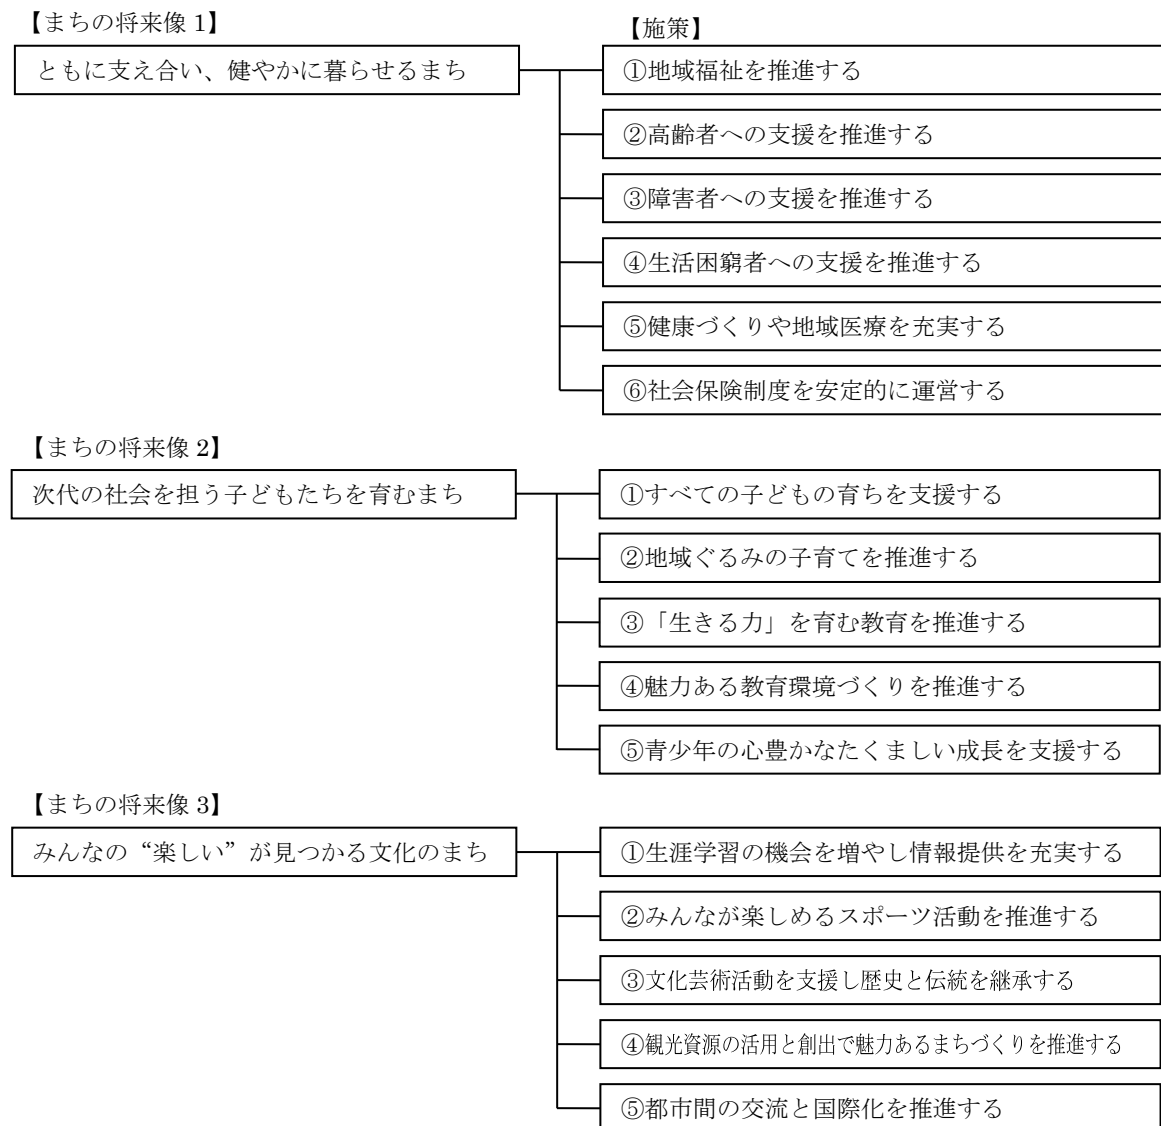 【まちの将来像 1】
【施策】
ともに支え合い、健やかに暮らせるまち
①地域福祉を推進する
②高齢者への支援を推進する
③障害者への支援を推進する
④生活困窮者への支援を推進する
⑤健康づくりや地域医療を充実する
⑥社会保険制度を安定的に運営する
【まちの将来像 2】
次代の社会を担う子どもたちを育むまち
①すべての子どもの育ちを支援する
②地域ぐるみの子育てを推進する
③「生きる力」を育む教育を推進する
④魅力ある教育環境づくりを推進する
⑤青少年の心豊かなたくましい成長を支援する
【まちの将来像 3】
みんなの“楽しい”が見つかる文化のまち
①生涯学習の機会を増やし情報提供を充実する
②みんなが楽しめるスポーツ活動を推進する
③文化芸術活動を支援し歴史と伝統を継承する
④観光資源の活用と創出で魅力あるまちづくりを推進する
⑤都市間の交流と国際化を推進する